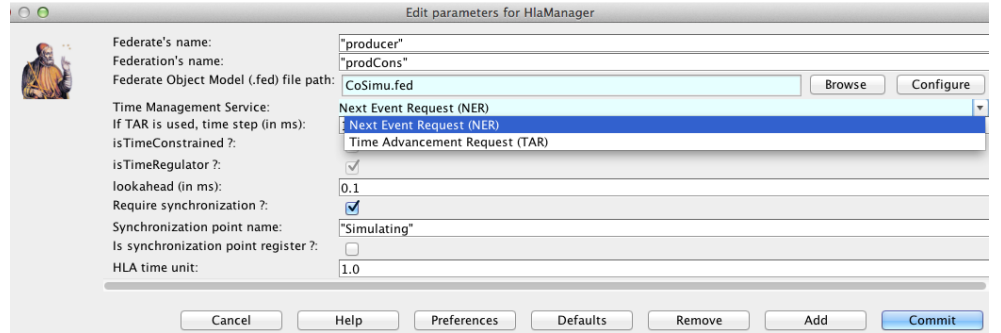 Edit parameters for HlaManager
Federate's name: "producer"
Federation's name: "prodCons"
Federate Object Model (.fed) file path: CoSimu.fed Browse Configure
Time Management Service: Next Event Request (NER)
If TAR is used, time step (in ms): Next Event Request (NER)
Time Advancement Request (TAR)
isTimeConstrained ?:
isTimeRegulator ?:
lookahead (in ms): 0.1
Require synchronization ?:
Synchronization point name: "Simulating"
Is synchronization point register ?:
HLA time unit: 1.0
Cancel Help Preferences Defaults Remove Add Commit